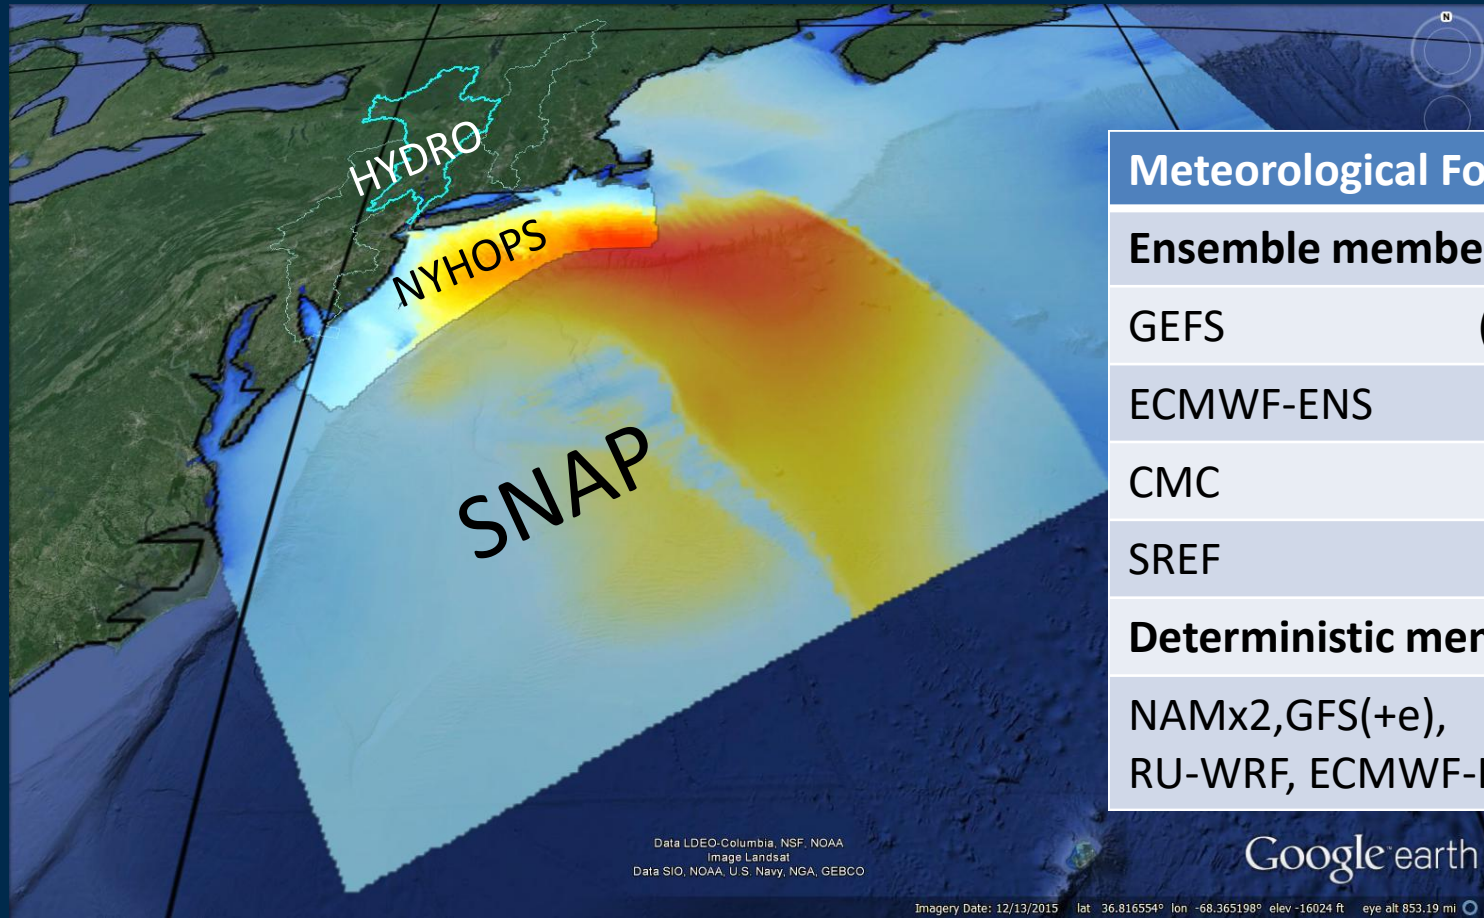 N
HYDRO
NYHOPS
SNAP
Meteorological Fo
Ensemble membe
GEFS (
ECMWF-ENS
CMC
SREF
Deterministic mem
NAMx2,GFS(+e),
RU-WRF, ECMWF-
Data LDEO-Columbia, NSF, NOAA
Image Landsat
Data SIO, NOAA, U.S. Navy, NGA, GEBCO
Google earth
Imagery Date: 12/13/2015 lat 36.816554° lon -68.365198° elev -16024 ft eye alt 853.19 mi